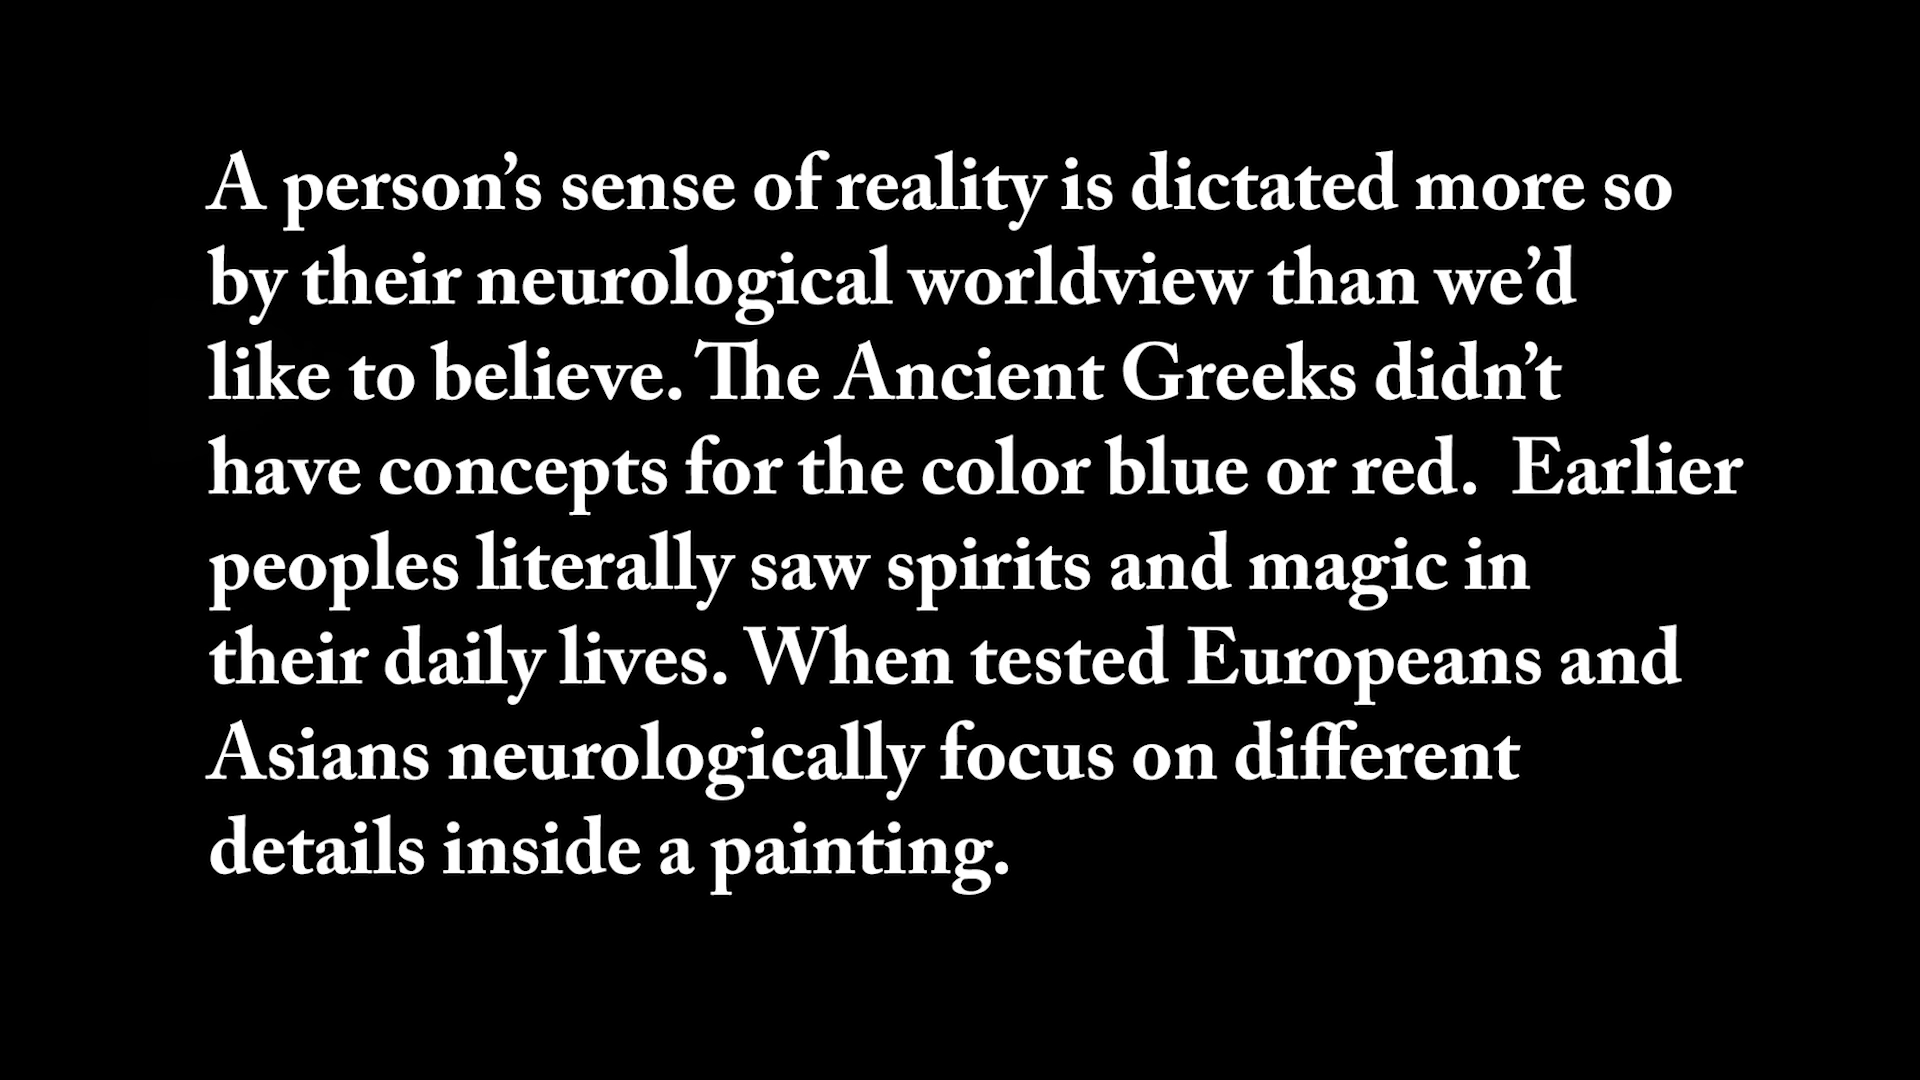 A person’s sense of reality is dictated more so
by their neurological worldview than we’d
like to believe. The Ancient Greeks didn’t
have concepts for the color blue or red.  Earlier
peoples literally saw spirits and magic in
their daily lives. When tested Europeans and
Asians neurologically focus on different
details inside a painting.